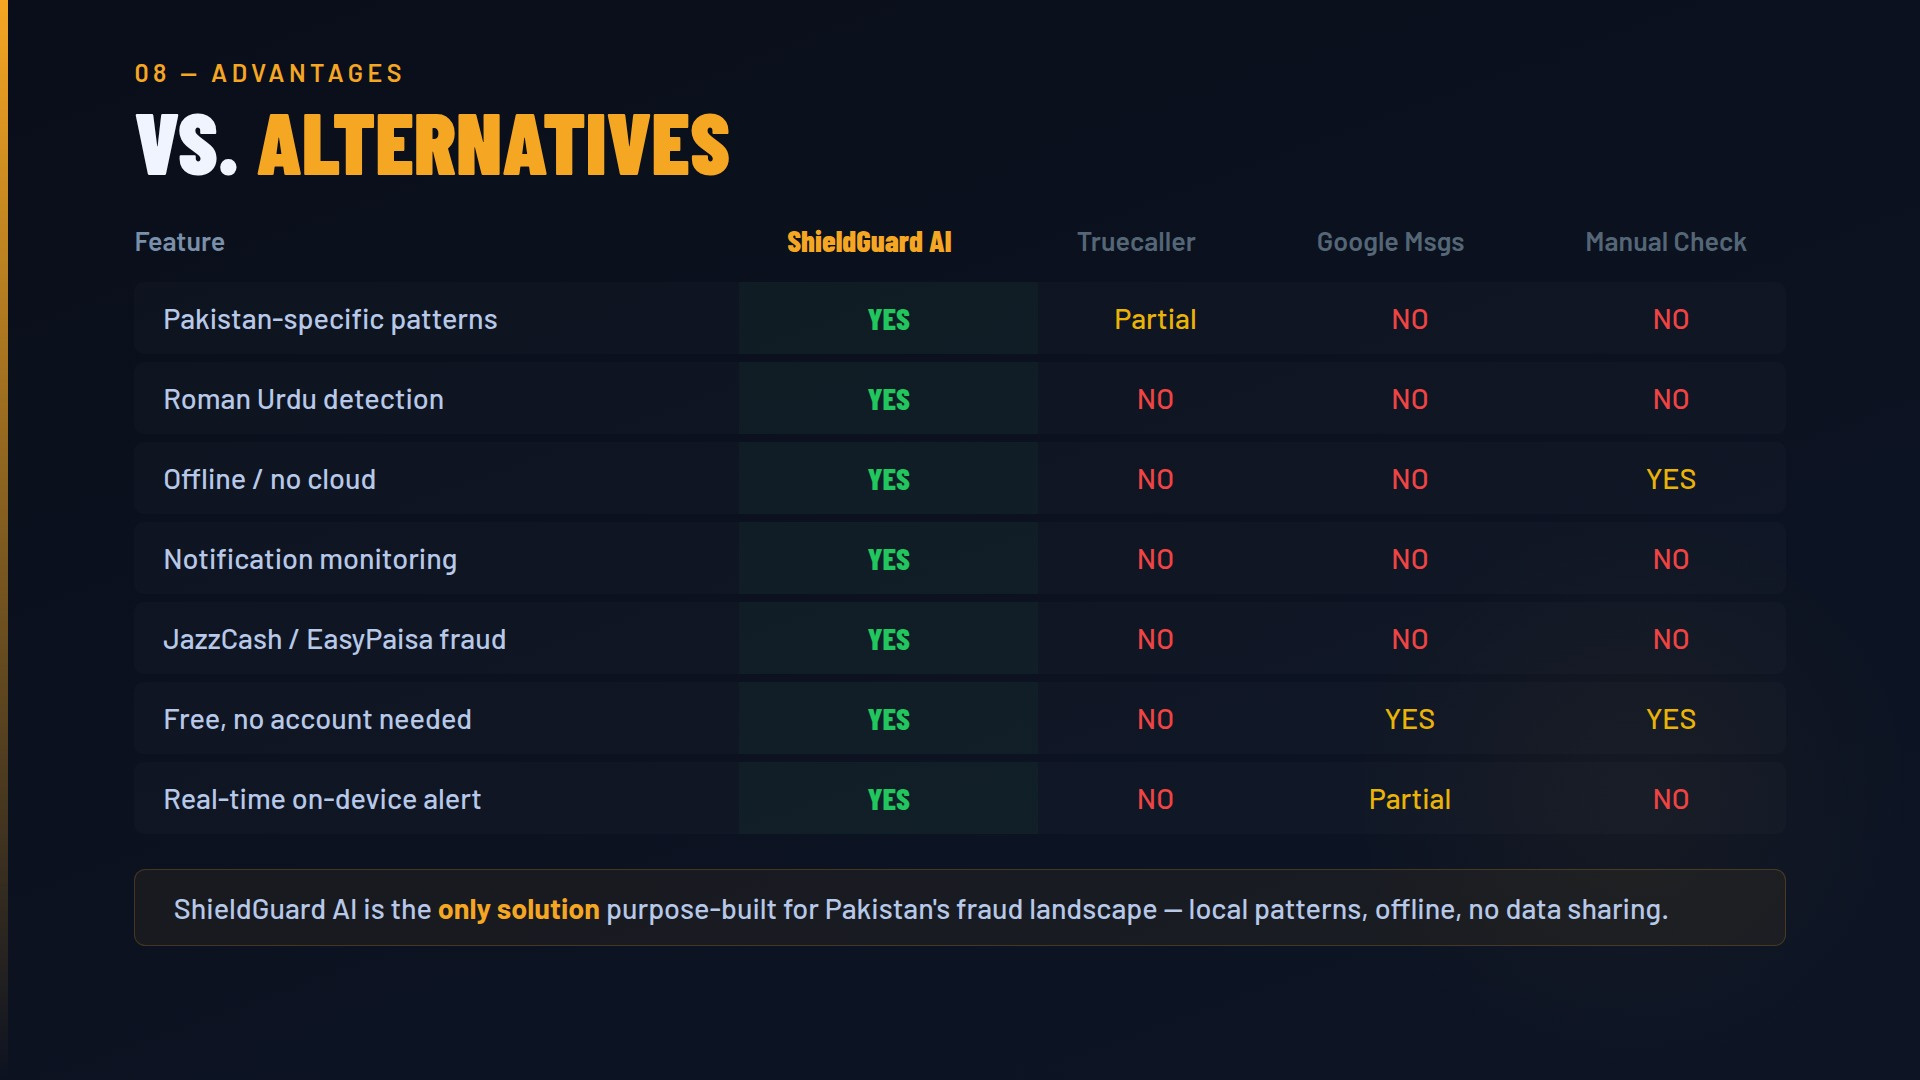 08 — ADVANTAGES
VS. ALTERNATIVES
Feature ShieldGuard AI Truecaller Google Msgs Manual Check
Pakistan-specific patterns YES Partial NO NO
Roman Urdu detection YES NO NO NO
Offline / no cloud YES NO NO YES
Notification monitoring YES NO NO NO
JazzCash / EasyPaisa fraud YES NO NO NO
Free, no account needed YES NO YES YES
Real-time on-device alert YES NO Partial NO
ShieldGuard AI is the only solution purpose-built for Pakistan's fraud landscape — local patterns, offline, no data sharing.